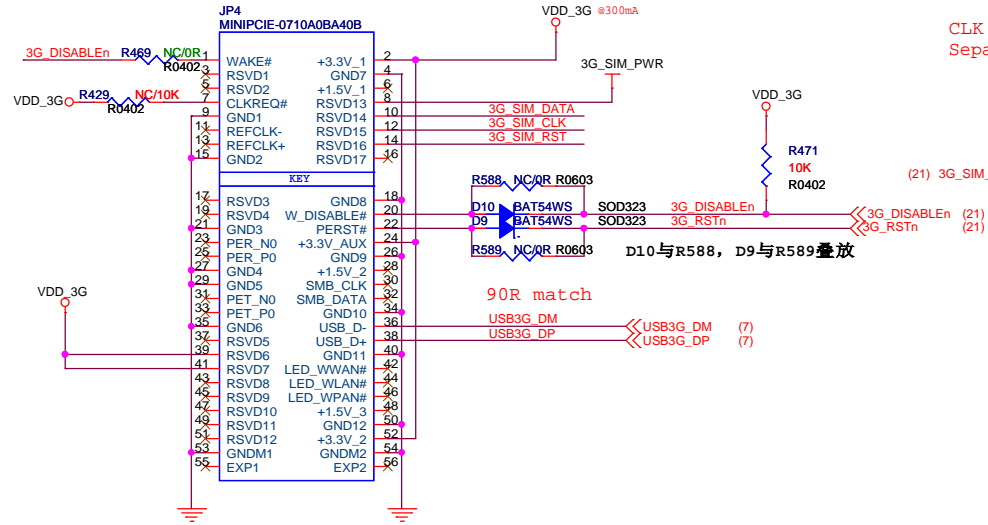 JP4
MINIPCIE-0710A0BA40B
VDD_3G @300mA
CLK
Sepa
3G_DISABLEn R469 NC/0R
R0402
1 WAKE# +3.3V_1 2
3 RSVD1 GND7 4
3G_SIM_PWR
5 RSVD2 +1.5V_1 6
VDD_3G R429 NC/10K
R0402
7 CLKREQ# RSVD13 8
VDD_3G
9 GND1 RSVD14 10 3G_SIM_DATA
11 REFCLK- RSVD15 12 3G_SIM_CLK
13 REFCLK+ RSVD16 14 3G_SIM_RST
15 GND2 RSVD17 16
R471
10K
R0402
KEY
(21) 3G_SIM_
R588 NC/0R R0603
17 RSVD3 GND8 18
19 RSVD4 W_DISABLE# 20 D10 BAT54WS SOD323 3G_DISABLEn 3G_DISABLEn (21)
21 GND3 PERST# 22 D9 BAT54WS SOD323 3G_RSTn 3G_RSTn (21)
23 PER_N0 +3.3V_AUX 24
25 PER_P0 GND9 26 R589 NC/0R R0603
D10与R588，D9与R589叠放
27 GND4 +1.5V_2 28
29 GND5 SMB_CLK 30
VDD_3G
31 PET_N0 SMB_DATA 32
90R match
33 PET_P0 GND10 34
35 GND6 USB_D- 36 USB3G_DM USB3G_DM (7)
37 RSVD5 USB_D+ 38 USB3G_DP USB3G_DP (7)
39 RSVD6 GND11 40
41 RSVD7 LED_WWAN# 42
43 RSVD8 LED_WLAN# 44
45 RSVD9 LED_WPAN# 46
47 RSVD10 +1.5V_3 48
49 RSVD11 GND12 50
51 RSVD12 +3.3V_2 52
53 GNDM1 GNDM2 54
55 EXP1 EXP2 56